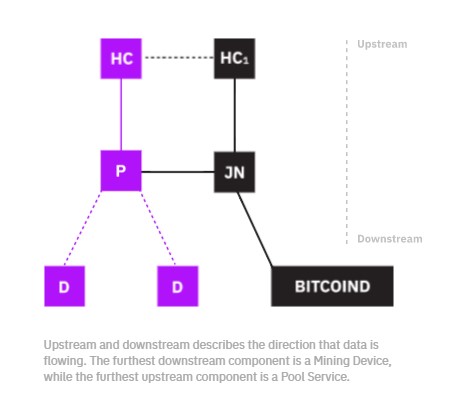 HC
HC₁
Upstream
P
JN
Downstream
D
D
BITCOIND
Upstream and downstream describes the direction that data is
flowing. The furthest downstream component is a Mining Device,
while the furthest upstream component is a Pool Service.